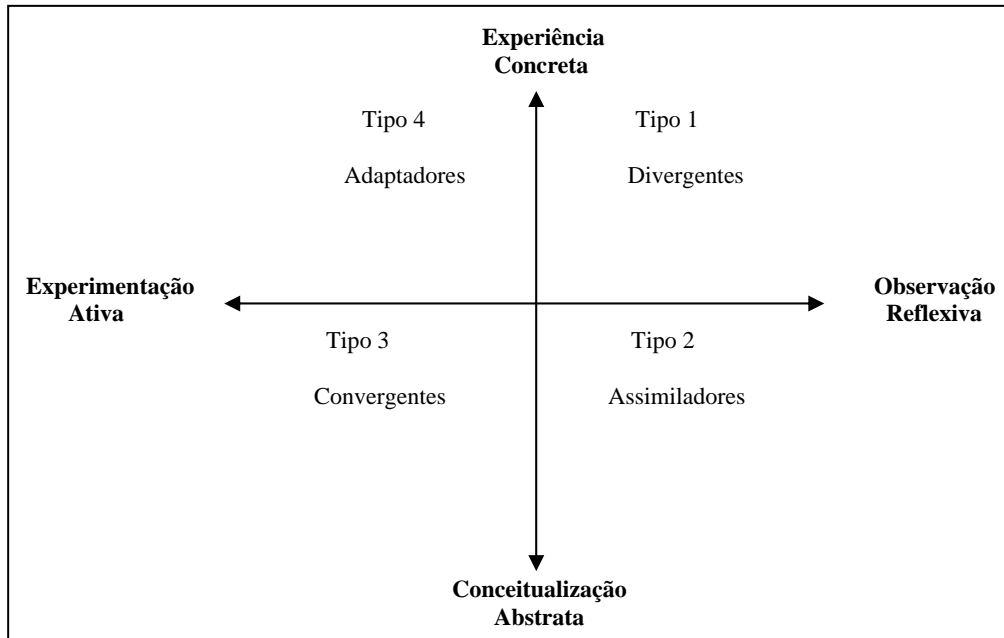 Experiência
Concreta
Tipo 4
Tipo 1
Adaptadores
Divergentes
Experimentação
Ativa
Observação
Reflexiva
Tipo 3
Tipo 2
Convergentes
Assimiladores
Conceitualização
Abstrata